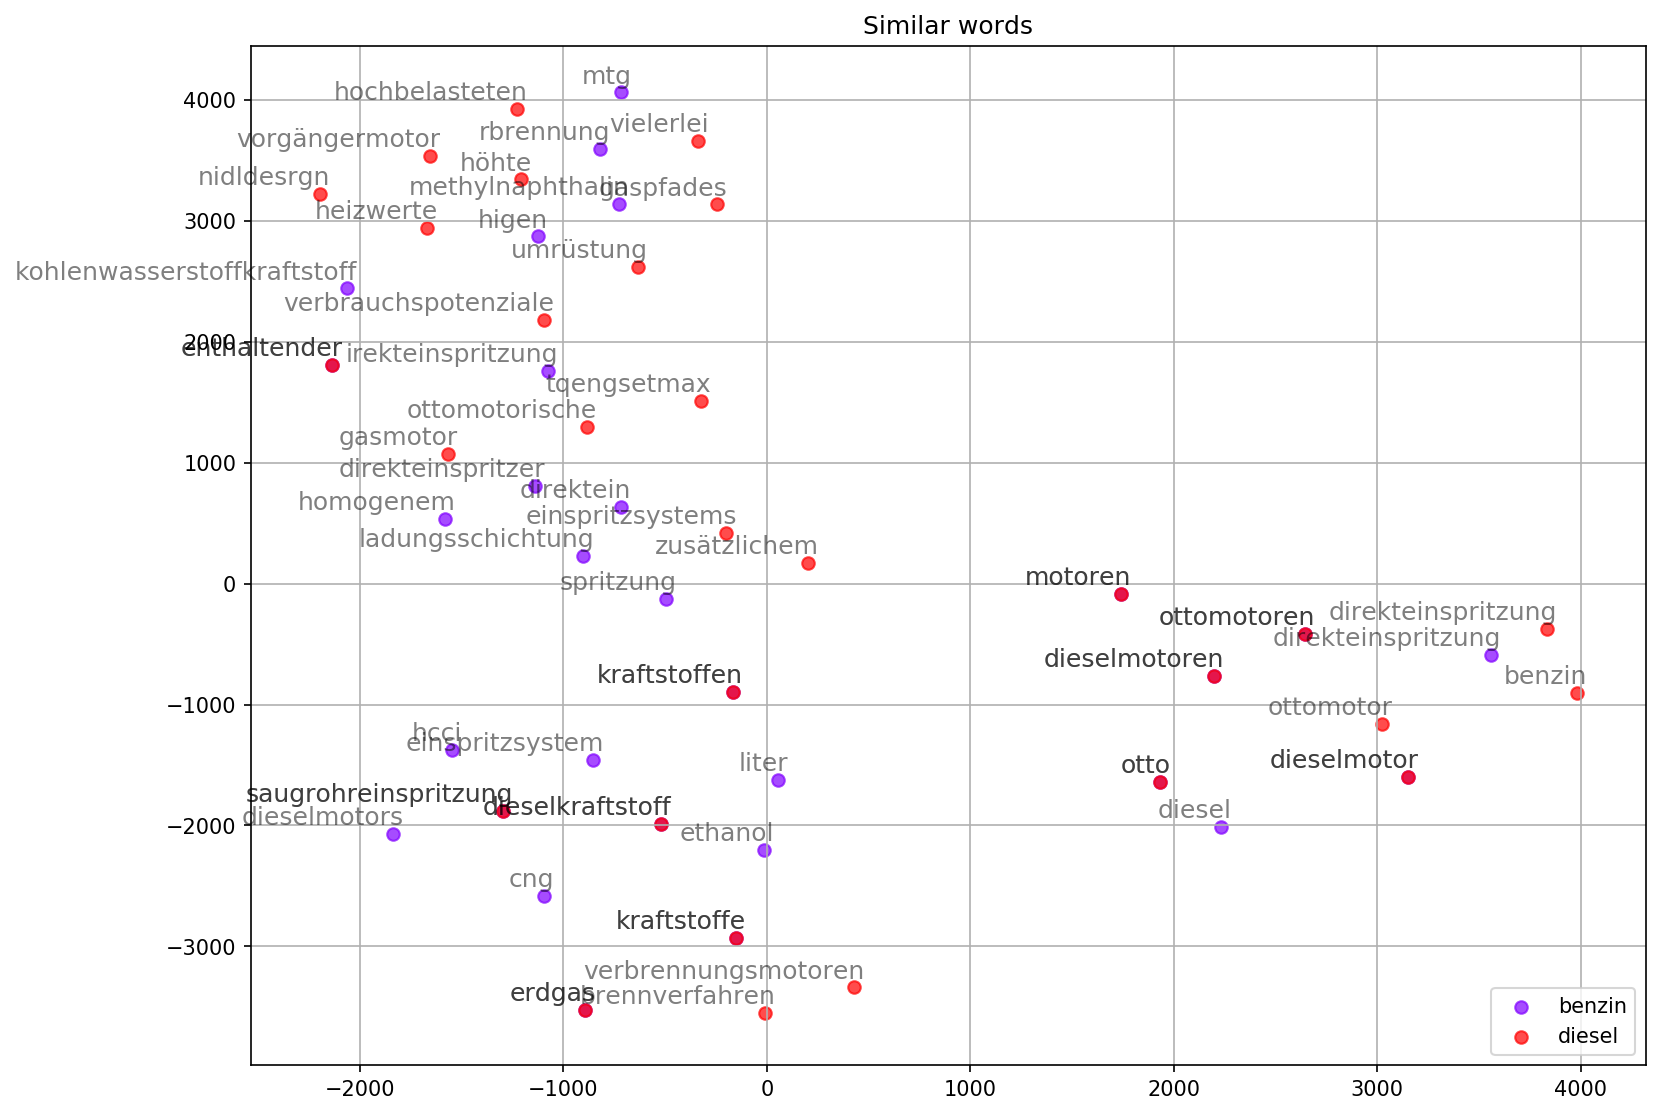 Similar words
mtg
hochbelasteten
4000
vielerlei
rbrennung
vorgängermotor
höhte
nidldesrgn
methylnaphthalin
gaspfades
heizwerte
3000
higen
umrüstung
kohlenwasserstoffkraftstoff
verbrauchspotenziale
2000
enthaltender
irekteinspritzung
tqengsetmax
ottomotorische
gasmotor
1000
direkteinspritzer
direktein
homogenem
einspritzsystems
ladungsschichtung
zusätzlichem
0
spritzung
motoren
ottomotoren
direkteinspritzung
direkteinspritzung
dieselmotoren
kraftstoffen
benzin
−1000
ottomotor
hcci
einspritzsystem
liter
otto
dieselmotor
saugrohreinspritzung
dieselkraftstoff
dieselmotors
diesel
−2000
ethanol
cng
kraftstoffe
−3000
verbrennungsmotoren
erdgas
brennverfahren
benzin
diesel
−2000 −1000 0 1000 2000 3000 4000